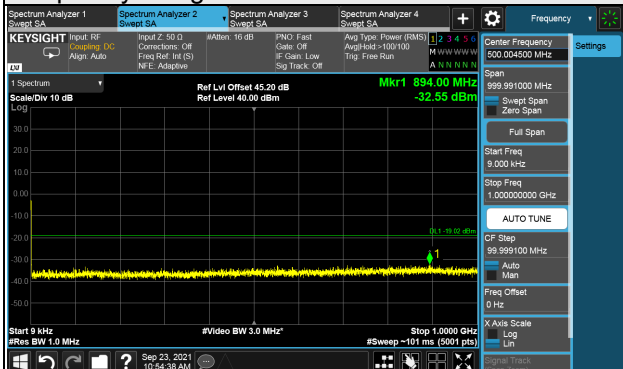 Spectrum Analyzer 1
Swept SA
Spectrum Analyzer 2
Swept SA
Spectrum Analyzer 3
Swept SA
Spectrum Analyzer 4
Swept SA
+
Frequency
KEYSIGHT
Input: RF
Coupling: DC
Align: Auto
Input Z: 50 Ω
Corrections: Off
Freq Ref: Int (S)
NFE: Adaptive
#Atten: 16 dB
PNO: Fast
Gate: Off
IF Gain: Low
Sig Track: Off
Avg Type: Power (RMS)
Avg|Hold:>100/100
Trig: Free Run
1 2 3 4 5 6
M W W W W W
A N N N N N
LXI
1 Spectrum
Scale/Div 10 dB
Log
Ref Lvl Offset 45.20 dB
Ref Level 40.00 dBm
Mkr1 894.00 MHz
-32.55 dBm
30.0
20.0
10.0
0.00
-10.0
-20.0
-30.0
-40.0
-50.0
DL1 -19.02 dBm
1
Start 9 kHz
#Res BW 1.0 MHz
#Video BW 3.0 MHz*
Stop 1.0000 GHz
#Sweep ~101 ms (5001 pts)
Center Frequency
500.004500 MHz
Settings
Span
999.991000 MHz
Swept Span
Zero Span
Full Span
Start Freq
9.000 kHz
Stop Freq
1.000000000 GHz
AUTO TUNE
CF Step
99.999100 MHz
Auto
Man
Freq Offset
0 Hz
X Axis Scale
Log
Lin
Signal Track
?
Sep 23, 2021
10:54:38 AM